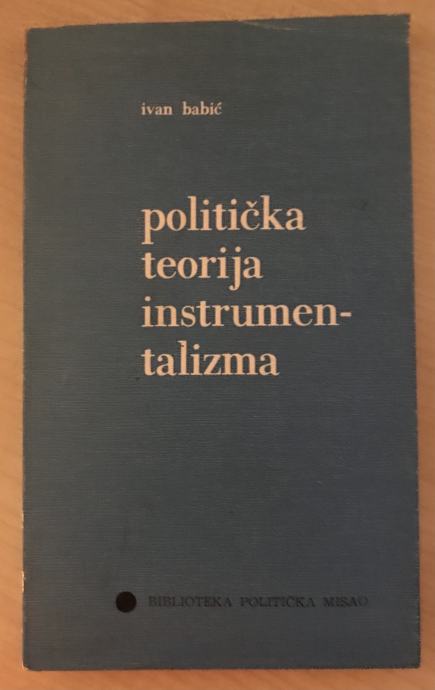 ivan babić
politička
teorija
instrumen-
talizma
BIBLIOTEKA POLITIČKA MISAO